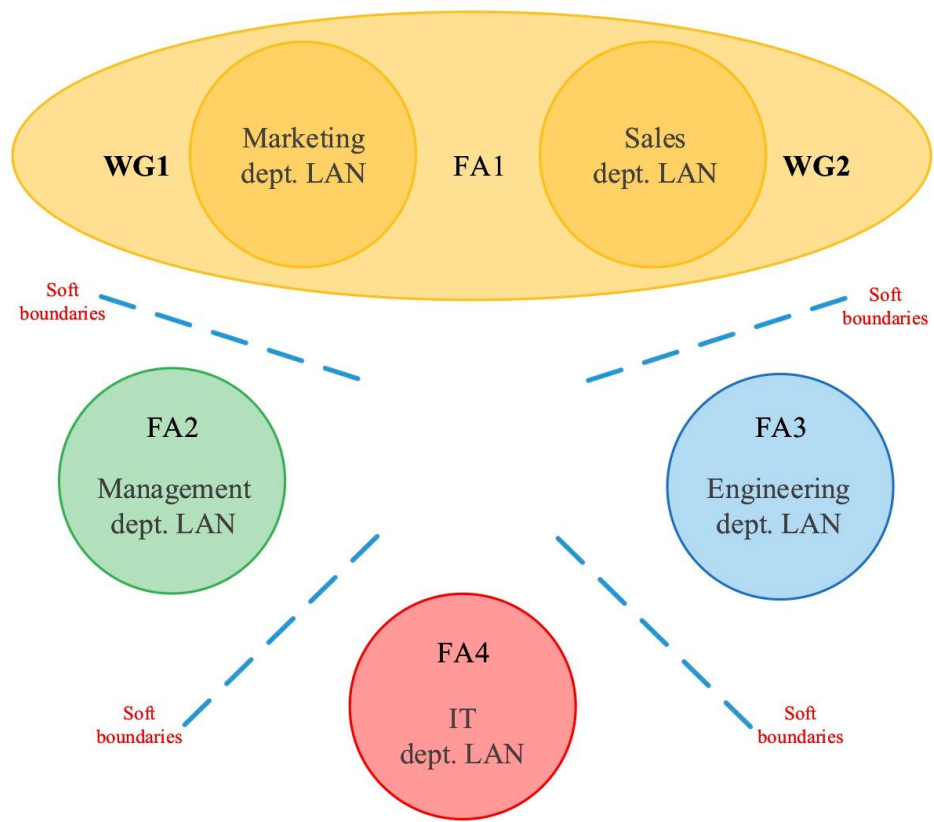 WG1
Marketing
dept. LAN
FA1
Sales
dept. LAN
WG2
Soft
boundaries
Soft
boundaries
FA2
Management
dept. LAN
FA3
Engineering
dept. LAN
FA4
IT
dept. LAN
Soft
boundaries
Soft
boundaries